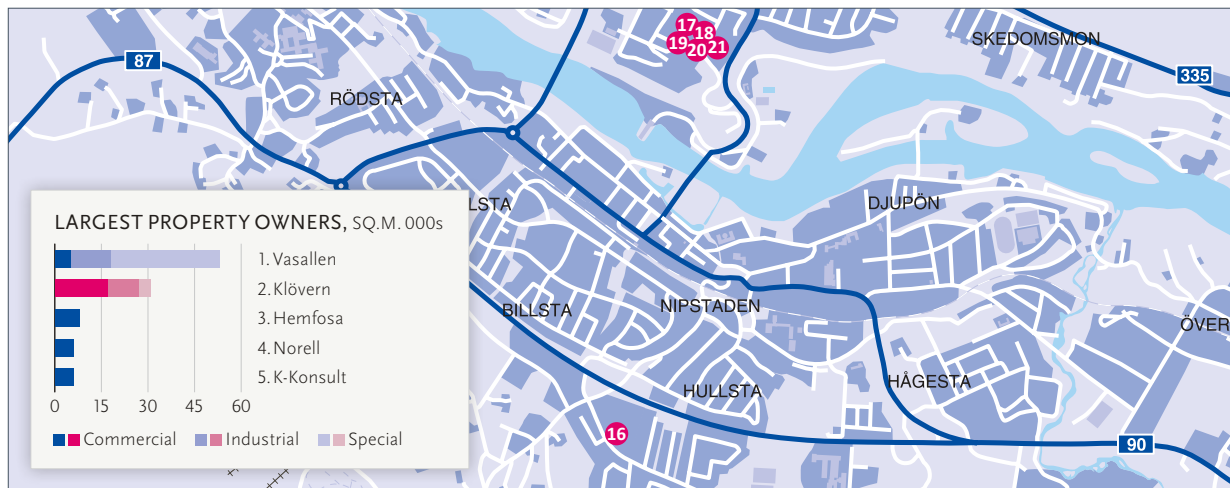 17
18
19
20
21
SKEDOMSMON
87
335
RÖDSTA
LARGEST PROPERTY OWNERS, SQ.M. 000s
1. Vasallen
2. Klövern
3. Hemfosa
4. Norell
5. K-Konsult
0 15 30 45 60
Commercial Industrial Special
LSTA
DJUPÖN
BILLSTA
NIPSTADEN
ÖVER
HULLSTA
HÅGESTA
16
90